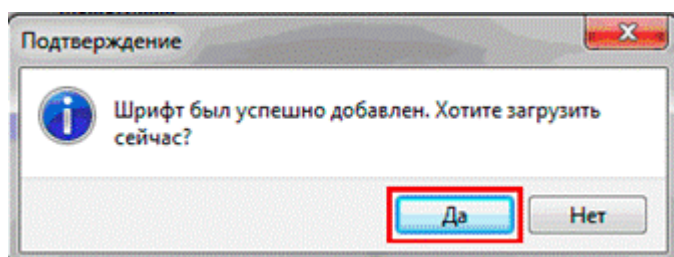 Подтверждение
Шрифт был успешно добавлен. Хотите загрузить
сейчас?
Да
Нет